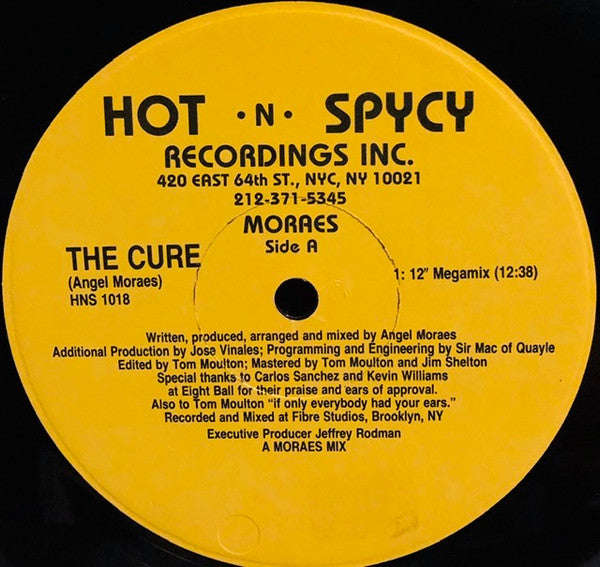 HOT • N • SPYCY
RECORDINGS INC.
420 EAST 64th ST., NYC, NY 10021
212-371-5345
MORAES
Side A
THE CURE
(Angel Moraes)
HNS 1018
1: 12" Megamix (12:38)
Written, produced, arranged and mixed by Angel Moraes
Additional Production by Jose Vinales; Programming and Engineering by Sir Mac of Quayle
Edited by Tom Moulton; Mastered by Tom Moulton and Jim Shelton
Special thanks to Carlos Sanchez and Kevin Williams
at Eight Ball for their praise and ears of approval.
Also to Tom Moulton "if only everybody had your ears."
Recorded and Mixed at Fibre Studios, Brooklyn, NY
Executive Producer Jeffrey Rodman
A MORAES MIX